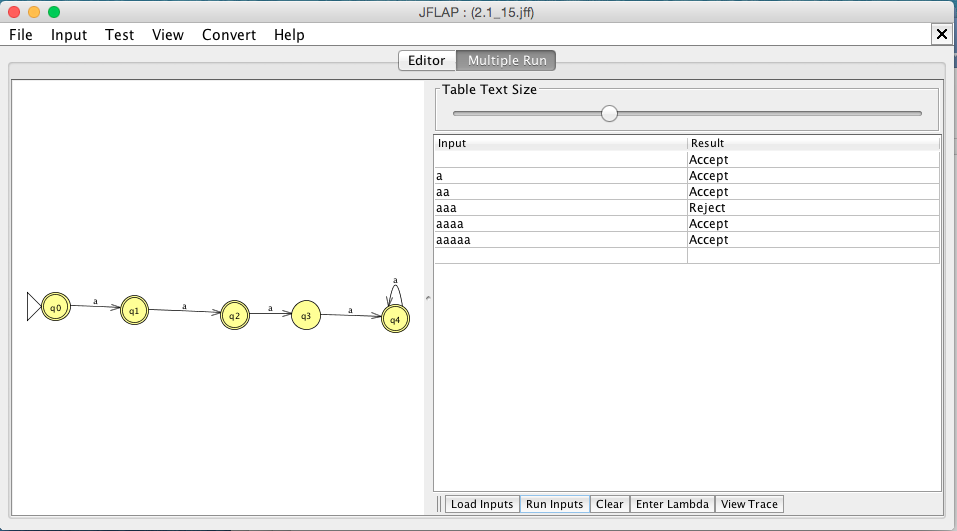 JFLAP : (2.1_15.jff)
File Input Test View Convert Help
Editor Multiple Run
Table Text Size
Input Result
Accept
a Accept
aa Accept
aaa Reject
aaaa Accept
aaaaa Accept
q0 a q1 a q2 a q3 a q4 a
Load Inputs Run Inputs Clear Enter Lambda View Trace